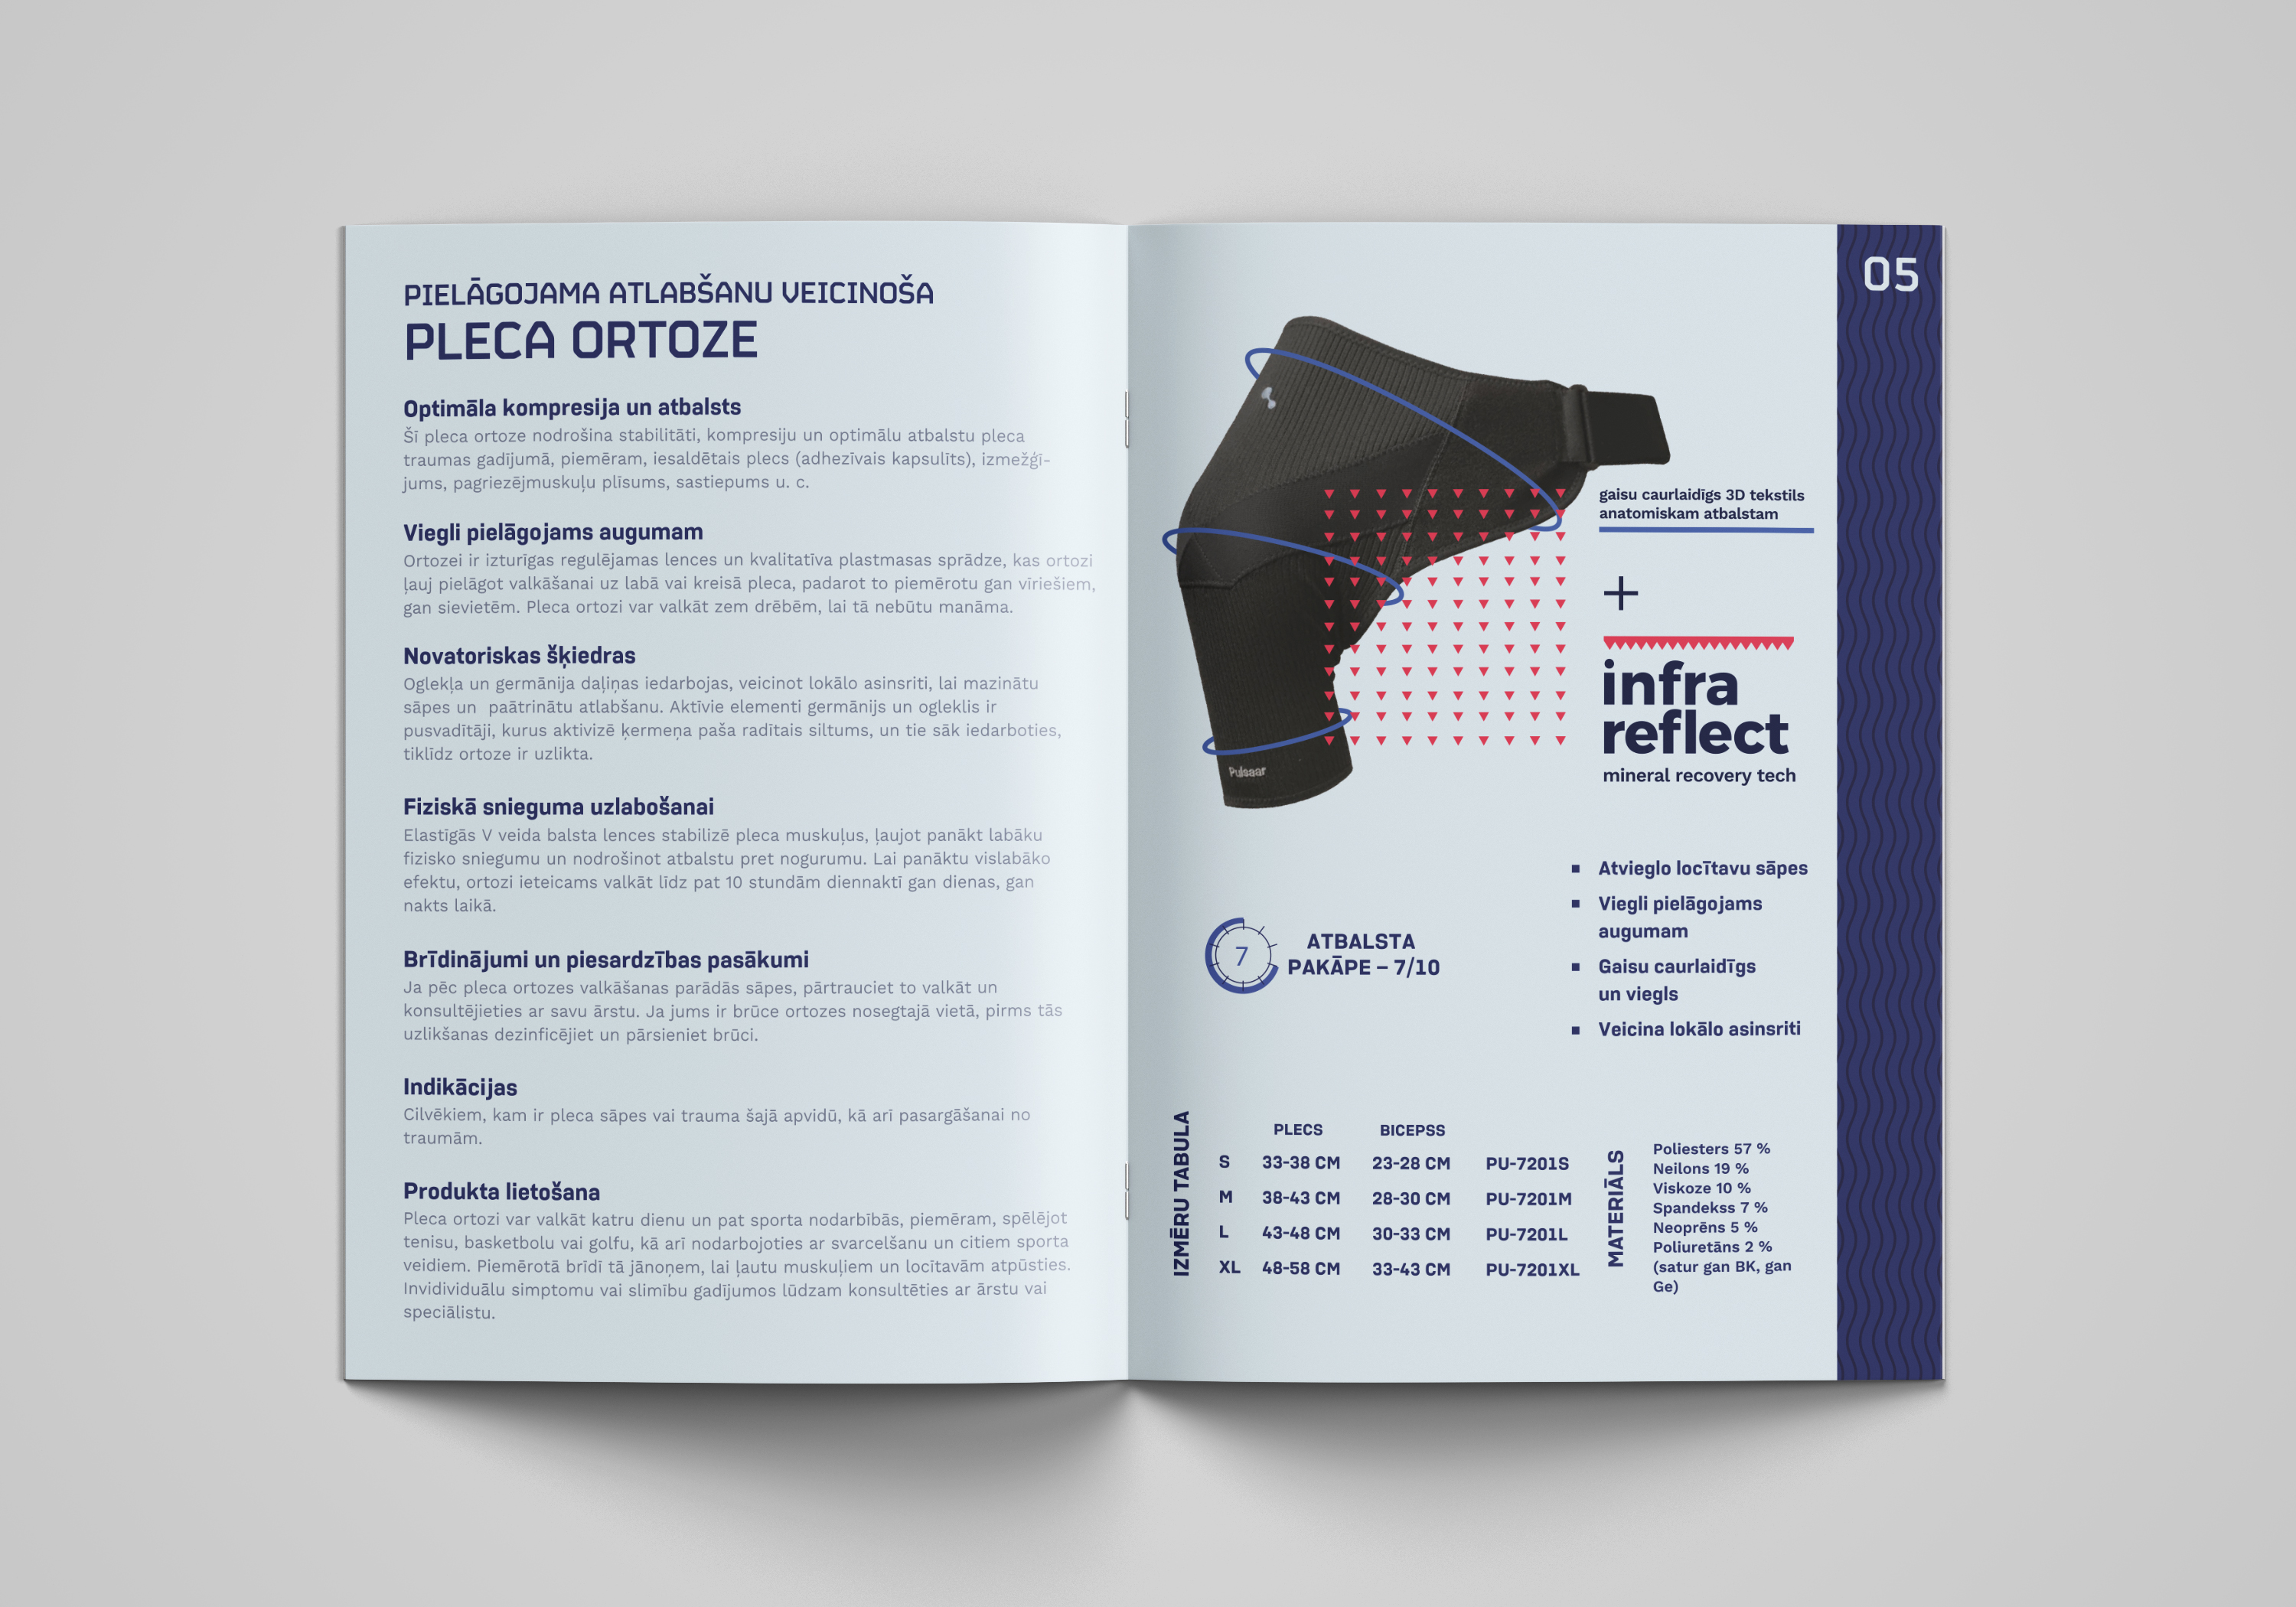 PIELĀGOJAMA ATLABŠANU VEICINOŠA
PLECA ORTOZE
Optimāla kompresija un atbalsts
Šī pleca ortoze nodrošina stabilitāti, kompresiju un optimālu atbalstu pleca
traumas gadījumā, piemēram, iesaldētais plecs (adhezīvais kapsulīts), izmežģī-
jums, pagriezējmuskuļu plīsums, sastiepums u. c.
Viegli pielāgojams augumam
Ortozei ir izturīgas regulējamas lences un kvalitatīva plastmasas sprādze, kas ortozi
ļauj pielāgot valkāšanai uz labā vai kreisā pleca, padarot to piemērotu gan vīriešiem,
gan sievietēm. Pleca ortozi var valkāt zem drēbēm, lai tā nebūtu manāma.
Novatoriskas šķiedras
Oglekļa un germānija daļiņas iedarbojas, veicinot lokālo asinsriti, lai mazinātu
sāpes un  paātrinātu atlabšanu. Aktīvie elementi germānijs un ogleklis ir
pusvadītāji, kurus aktivizē ķermeņa paša radītais siltums, un tie sāk iedarboties,
tiklīdz ortoze ir uzlikta.
Fiziskā snieguma uzlabošanai
Elastīgās V veida balsta lences stabilizē pleca muskuļus, ļaujot panākt labāku
fizisko sniegumu un nodrošinot atbalstu pret nogurumu. Lai panāktu vislabāko
efektu, ortozi ieteicams valkāt līdz pat 10 stundām diennaktī gan dienas, gan
nakts laikā.
Brīdinājumi un piesardzības pasākumi
Ja pēc pleca ortozes valkāšanas parādās sāpes, pārtrauciet to valkāt un
konsultējieties ar savu ārstu. Ja jums ir brūce ortozes nosegtajā vietā, pirms tās
uzlikšanas dezinficējiet un pārsieniet brūci.
Indikācijas
Cilvēkiem, kam ir pleca sāpes vai trauma šajā apvidū, kā arī pasargāšanai no
traumām.
Produkta lietošana
Pleca ortozi var valkāt katru dienu un pat sporta nodarbībās, piemēram, spēlējot
tenisu, basketbolu vai golfu, kā arī nodarbojoties ar svarcelšanu un citiem sporta
veidiem. Piemērotā brīdī tā jānoņem, lai ļautu muskuļiem un locītavām atpūsties.
Invidividuālu simptomu vai slimību gadījumos lūdzam konsultēties ar ārstu vai
speciālistu.
05
gaisu caurlaidīgs 3D tekstils
anatomiskam atbalstam
+
infra
reflect
mineral recovery tech
Pulsaar
Atvieglo locītavu sāpes
Viegli pielāgojams
augumam
Gaisu caurlaidīgs
un viegls
Veicina lokālo asinsriti
7
ATBALSTA
PAKĀPE – 7/10
IZMĒRU TABULA
PLECS BICEPSS
S 33-38 CM 23-28 CM PU-7201S
M 38-43 CM 28-30 CM PU-7201M
L 43-48 CM 30-33 CM PU-7201L
XL 48-58 CM 33-43 CM PU-7201XL
MATERIĀLS
Poliesters 57 %
Neilons 19 %
Viskoze 10 %
Spandekss 7 %
Neoprēns 5 %
Poliuretāns 2 %
(satur gan BK, gan
Ge)